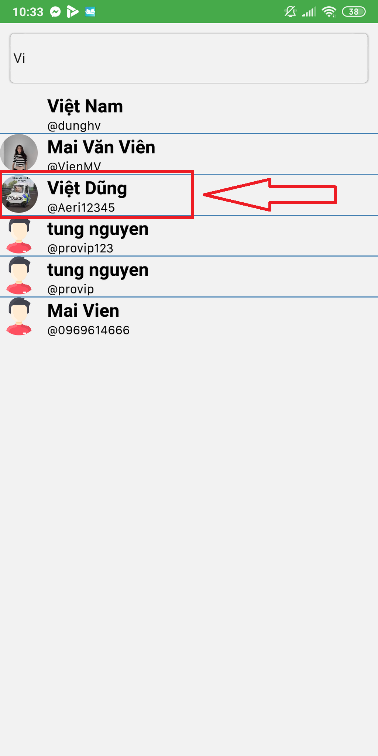 10:33
38
Vi
Việt Nam
@dunghv
Mai Văn Viên
@VienMV
Việt Dũng
@Aeri12345
tung nguyen
@provip123
tung nguyen
@provip
Mai Vien
@0969614666